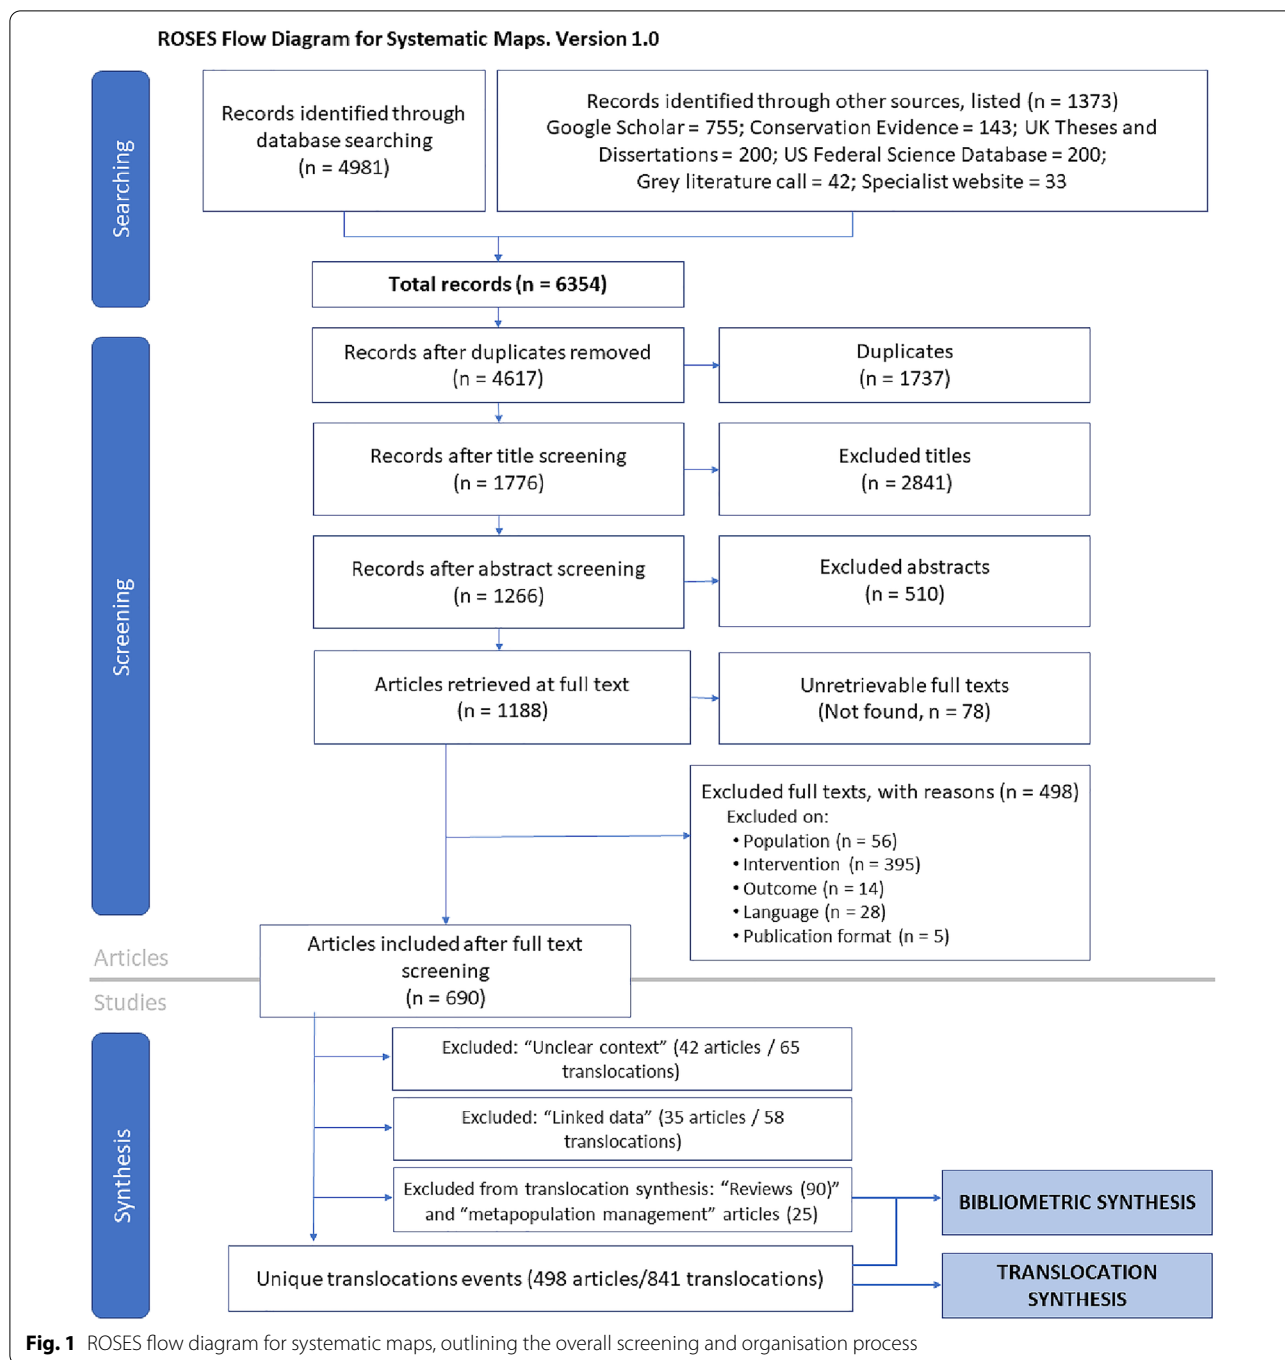 ROSES Flow Diagram for Systematic Maps. Version 1.0
Searching
Records identified through
database searching
(n = 4981)
Records identified through other sources, listed (n = 1373)
Google Scholar = 755; Conservation Evidence = 143; UK Theses and
Dissertations = 200; US Federal Science Database = 200;
Grey literature call = 42; Specialist website = 33
Total records (n = 6354)
Screening
Records after duplicates removed
(n = 4617)
Duplicates
(n = 1737)
Records after title screening
(n = 1776)
Excluded titles
(n = 2841)
Records after abstract screening
(n = 1266)
Excluded abstracts
(n = 510)
Articles retrieved at full text
(n = 1188)
Unretrievable full texts
(Not found, n = 78)
Excluded full texts, with reasons (n = 498)
Excluded on:
• Population (n = 56)
• Intervention (n = 395)
• Outcome (n = 14)
• Language (n = 28)
• Publication format (n = 5)
Articles included after full text
screening
(n = 690)
Articles
Studies
Synthesis
Excluded: “Unclear context” (42 articles / 65
translocations)
Excluded: “Linked data” (35 articles / 58
translocations)
Excluded from translocation synthesis: “Reviews (90)”
and “metapopulation management” articles (25)
BIBLIOMETRIC SYNTHESIS
Unique translocations events (498 articles/841 translocations)
TRANSLOCATION
SYNTHESIS
Fig. 1 ROSES flow diagram for systematic maps, outlining the overall screening and organisation process